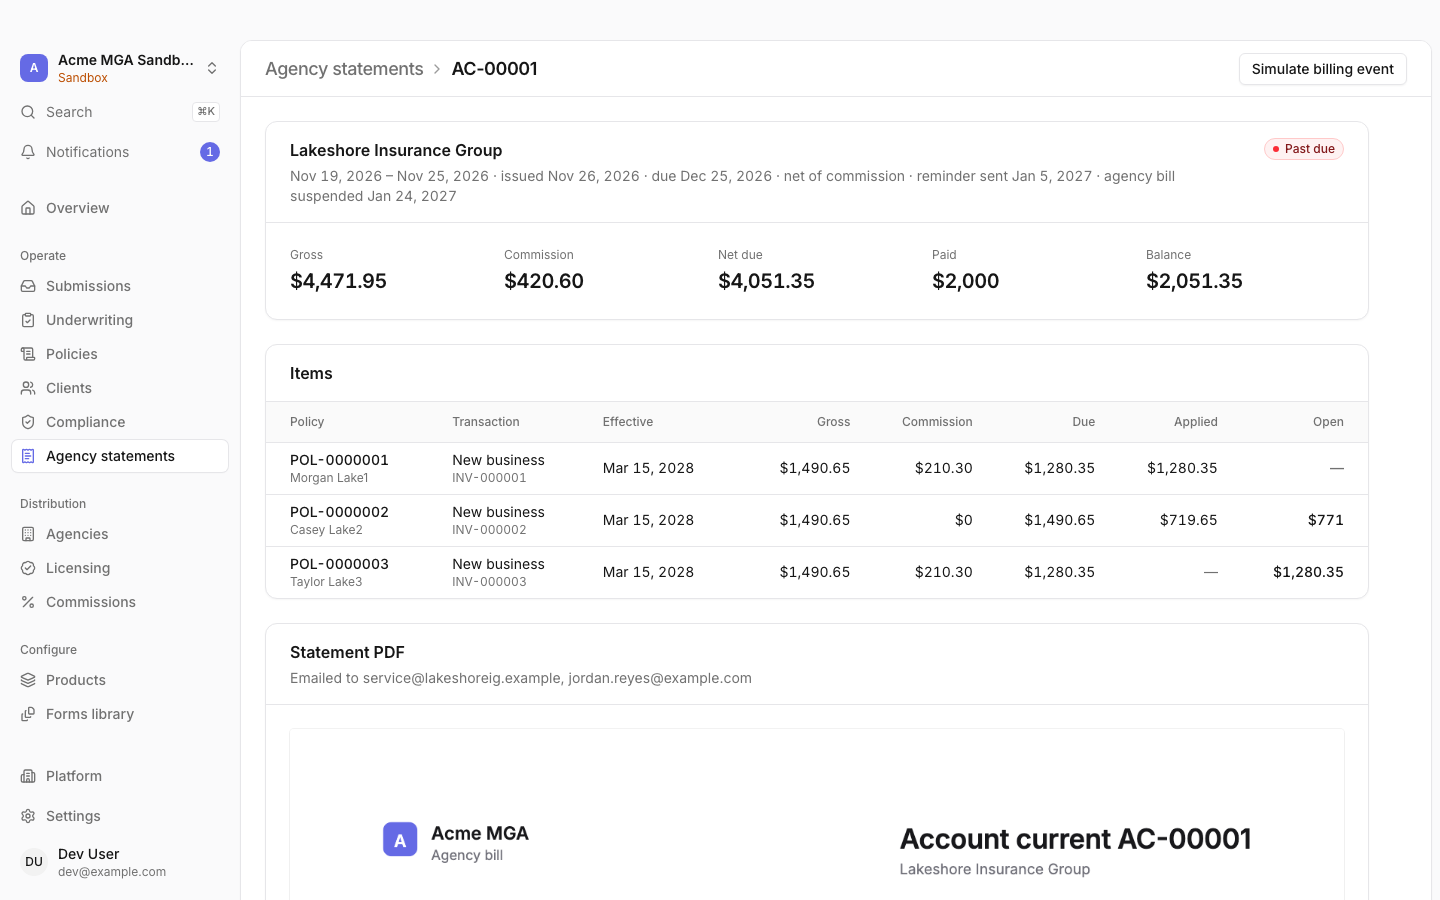 A
Acme MGA Sandb...
Sandbox
Search
⌘K
Notifications
1
Overview
Operate
Submissions
Underwriting
Policies
Clients
Compliance
Agency statements
Distribution
Agencies
Licensing
Commissions
Configure
Products
Forms library
Platform
Settings
DU
Dev User
dev@example.com
Agency statements > AC-00001
Simulate billing event
Lakeshore Insurance Group
Past due
Nov 19, 2026 – Nov 25, 2026 · issued Nov 26, 2026 · due Dec 25, 2026 · net of commission · reminder sent Jan 5, 2027 · agency bill
suspended Jan 24, 2027
Gross Commission Net due Paid Balance
$4,471.95 $420.60 $4,051.35 $2,000 $2,051.35
Items
Policy Transaction Effective Gross Commission Due Applied Open
POL-0000001 New business Mar 15, 2028 $1,490.65 $210.30 $1,280.35 $1,280.35 —
Morgan Lake1 INV-000001
POL-0000002 New business Mar 15, 2028 $1,490.65 $0 $1,490.65 $719.65 $771
Casey Lake2 INV-000002
POL-0000003 New business Mar 15, 2028 $1,490.65 $210.30 $1,280.35 — $1,280.35
Taylor Lake3 INV-000003
Statement PDF
Emailed to service@lakeshoreig.example, jordan.reyes@example.com
A
Acme MGA
Agency bill
Account current AC-00001
Lakeshore Insurance Group